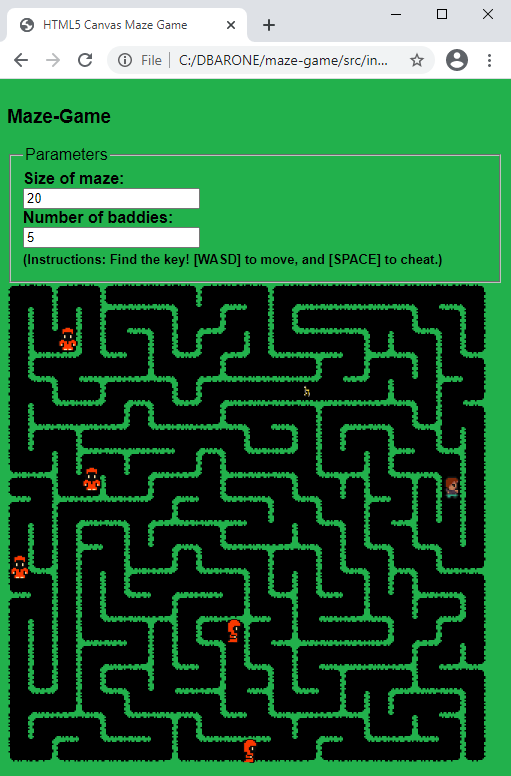 HTML5 Canvas Maze Game
File | C:/DBARONE/maze-game/src/in...
Maze-Game
Parameters
Size of maze:
20
Number of baddies:
5
(Instructions: Find the key! [WASD] to move, and [SPACE] to cheat.)